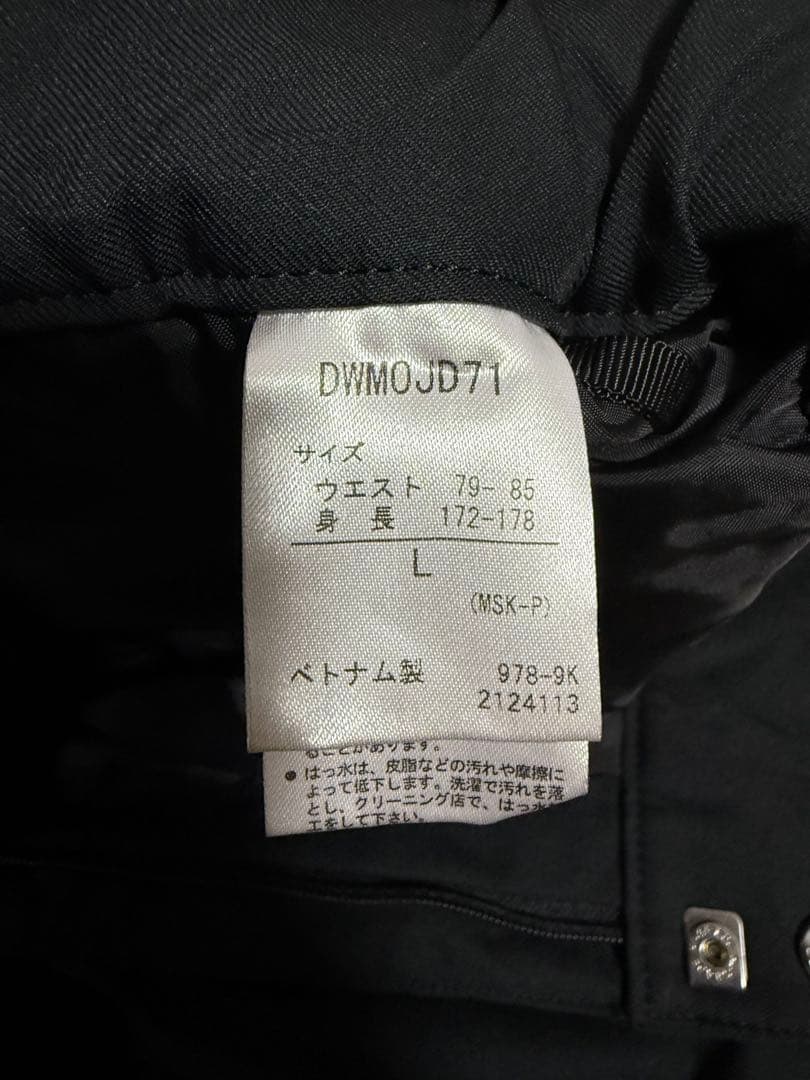 DWMOJD71
サイズ
ウエスト 79- 85
身 長 172-178
L
(MSK-P)
ベトナム製 978-9K
2124113
ることがあります。
● はっ水は、皮脂などの汚れや摩擦に
よって低下します。洗濯で汚れを落
とし、クリーニング店で、はっ水
工をして下さい。